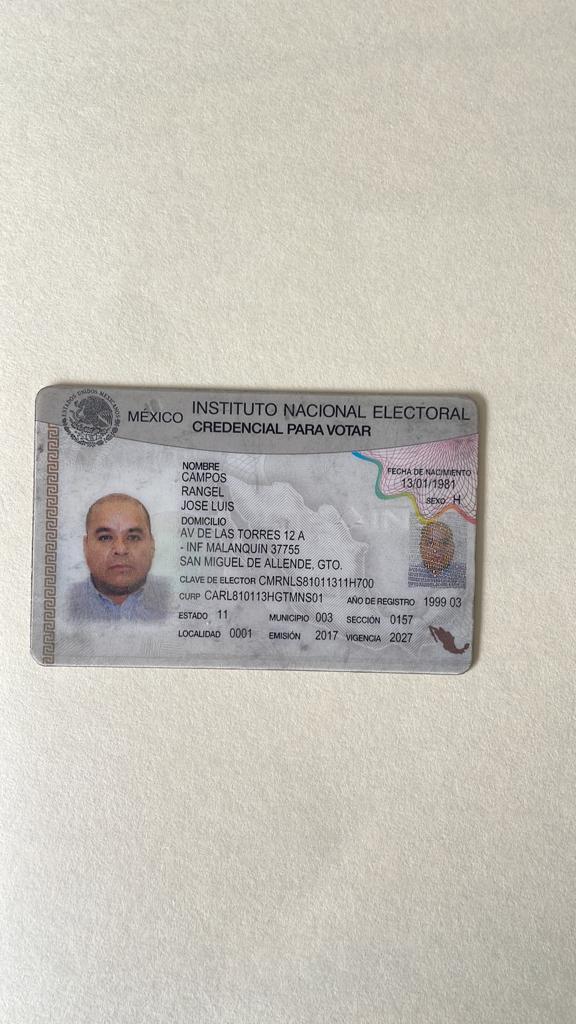 ESTADOS UNIDOS MEXICANOS
MÉXICO INSTITUTO NACIONAL ELECTORAL
CREDENCIAL PARA VOTAR
NOMBRE
CAMPOS
RANGEL
JOSE LUIS
FECHA DE NACIMIENTO
13/01/1981
SEXO H
DOMICILIO
AV DE LAS TORRES 12 A
- INF MALANQUIN 37755
SAN MIGUEL DE ALLENDE, GTO.
CLAVE DE ELECTOR CMRNLS81011311H700
CURP CARL810113HGTMNS01 AÑO DE REGISTRO 1999 03
ESTADO 11 MUNICIPIO 003 SECCIÓN 0157
LOCALIDAD 0001 EMISIÓN 2017 VIGENCIA 2027